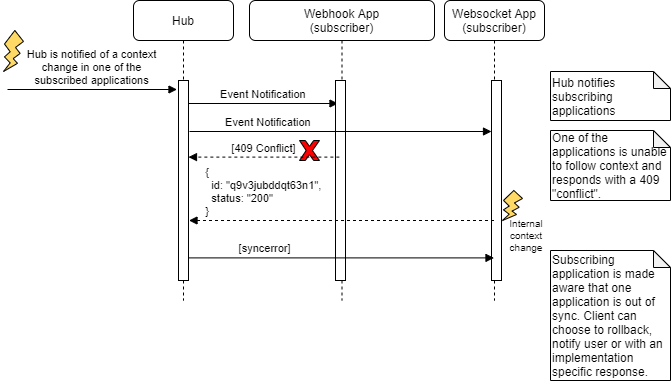 Hub
Webhook App
(subscriber)
Websocket App
(subscriber)
Hub is notified of a context
change in one of the
subscribed applications
Event Notification
Hub notifies
subscribing
applications
Event Notification
[409 Conflict]
One of the
applications is unable
to follow context and
responds with a 409
"conflict".
{
id: "q9v3jubddqt63n1",
status: "200"
}
Internal
context
change
[syncerror]
Subscribing
application is made
aware that one
application is out of
sync. Client can
choose to rollback,
notify user or with an
implementation
specific response.